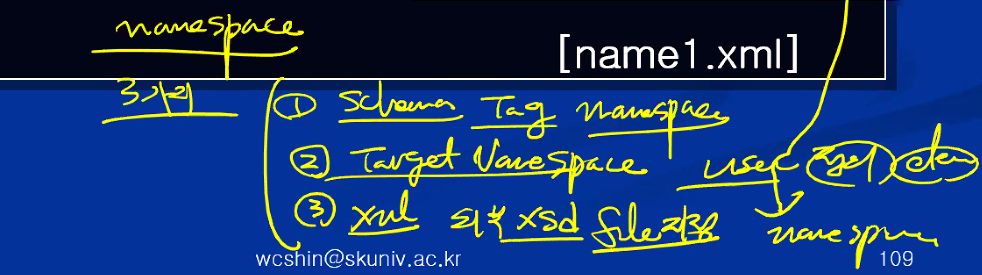 namespace
[name1.xml]
3가지
① Schema Tag namespace
② Target Namespace user 정의 elem
③ xml 외부 xsd file지정
namespace
wcshin@skuniv.ac.kr
109